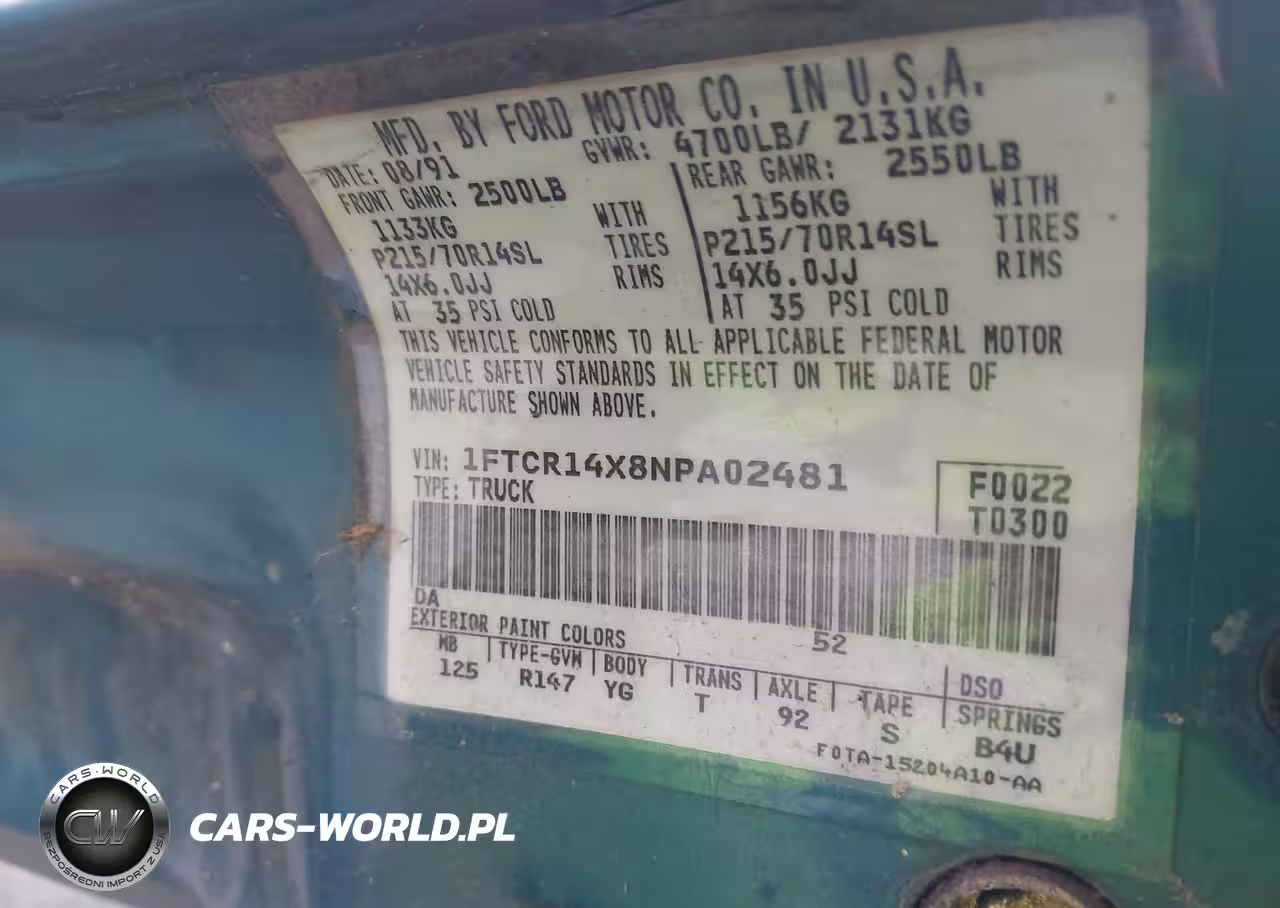 MFD. BY FORD MOTOR CO. IN U.S.A.
DATE: 08/91 GVWR: 4700LB/ 2131KG
FRONT GAWR: 2500LB REAR GAWR: 2550LB
1133KG WITH 1156KG WITH
P215/70R14SL TIRES P215/70R14SL TIRES
14X6.0JJ RIMS 14X6.0JJ RIMS
AT 35 PSI COLD AT 35 PSI COLD
THIS VEHICLE CONFORMS TO ALL APPLICABLE FEDERAL MOTOR
VEHICLE SAFETY STANDARDS IN EFFECT ON THE DATE OF
MANUFACTURE SHOWN ABOVE.
VIN: 1FTCR14X8NPA02481 F0022
TYPE: TRUCK T0300
DA
EXTERIOR PAINT COLORS 52 DSO
WB TYPE-GVW BODY TRANS AXLE TAPE SPRINGS
125 R147 YG T 92 S B4U
F0TA-15204A10-AA
CARS-WORLD
CW
BEZPOŚREDNI IMPORT Z USA
CARS-WORLD.PL